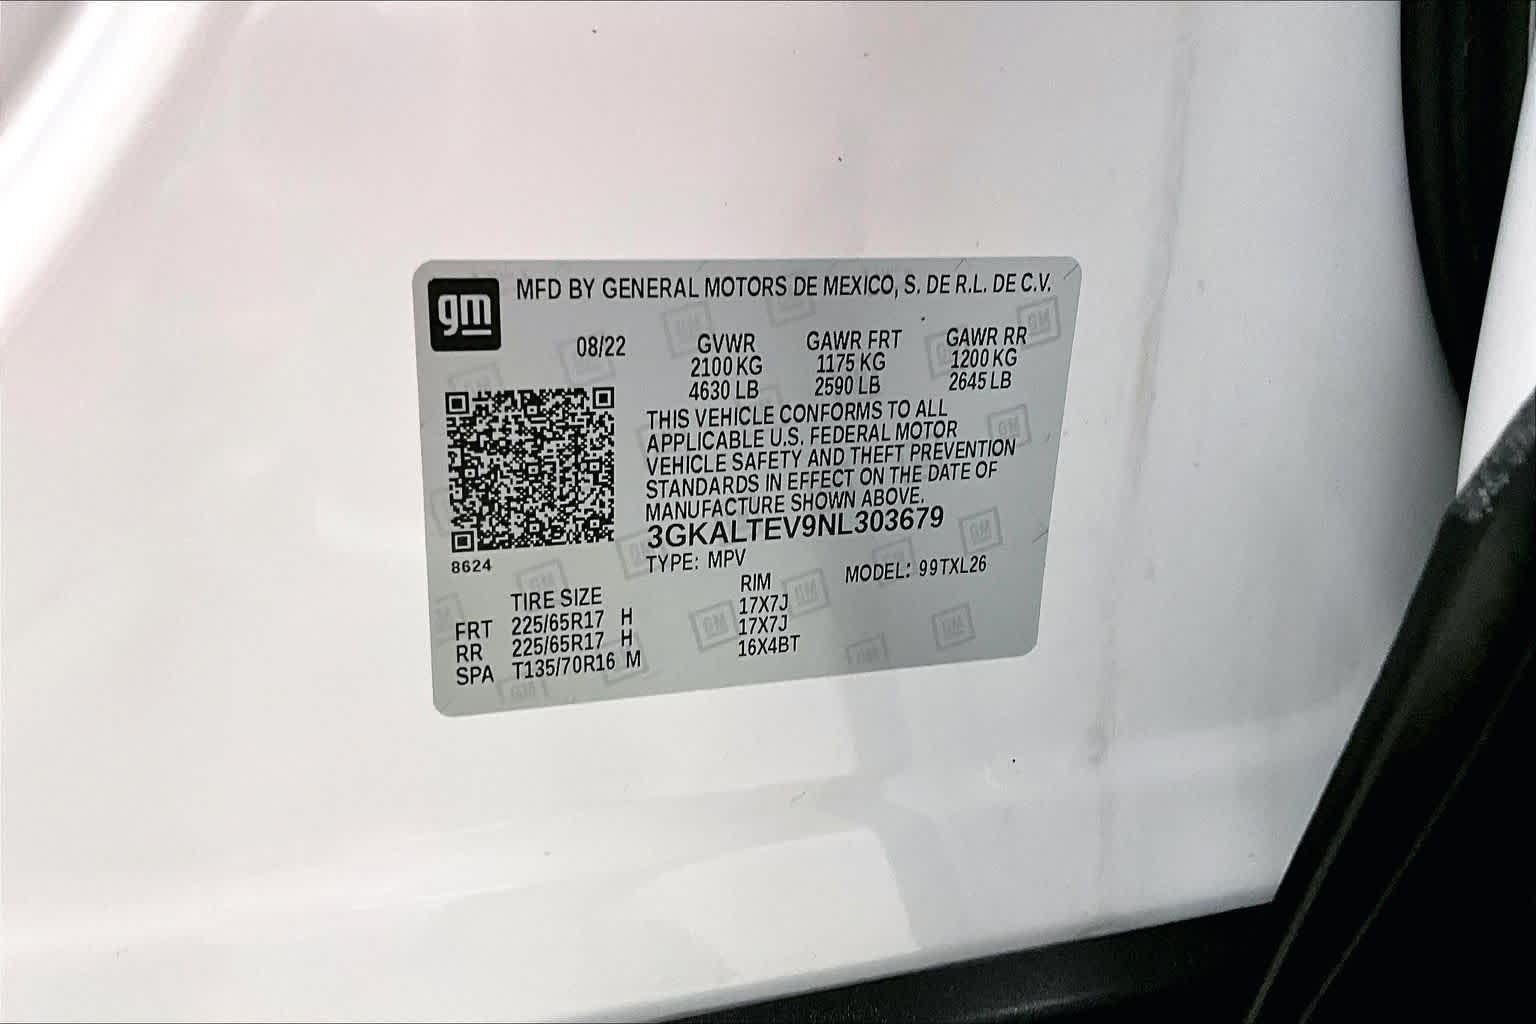 gm
MFD BY GENERAL MOTORS DE MEXICO, S. DE R.L. DE C.V.
08/22 GVWR GAWR FRT GAWR RR
2100 KG 1175 KG 1200 KG
4630 LB 2590 LB 2645 LB
THIS VEHICLE CONFORMS TO ALL
APPLICABLE U.S. FEDERAL MOTOR
VEHICLE SAFETY AND THEFT PREVENTION
STANDARDS IN EFFECT ON THE DATE OF
MANUFACTURE SHOWN ABOVE.
3GKALTEV9NL303679
8624 TYPE: MPV MODEL: 99TXL26
TIRE SIZE RIM
FRT 225/65R17 H 17X7J
RR 225/65R17 H 17X7J
SPA T135/70R16 M 16X4BT